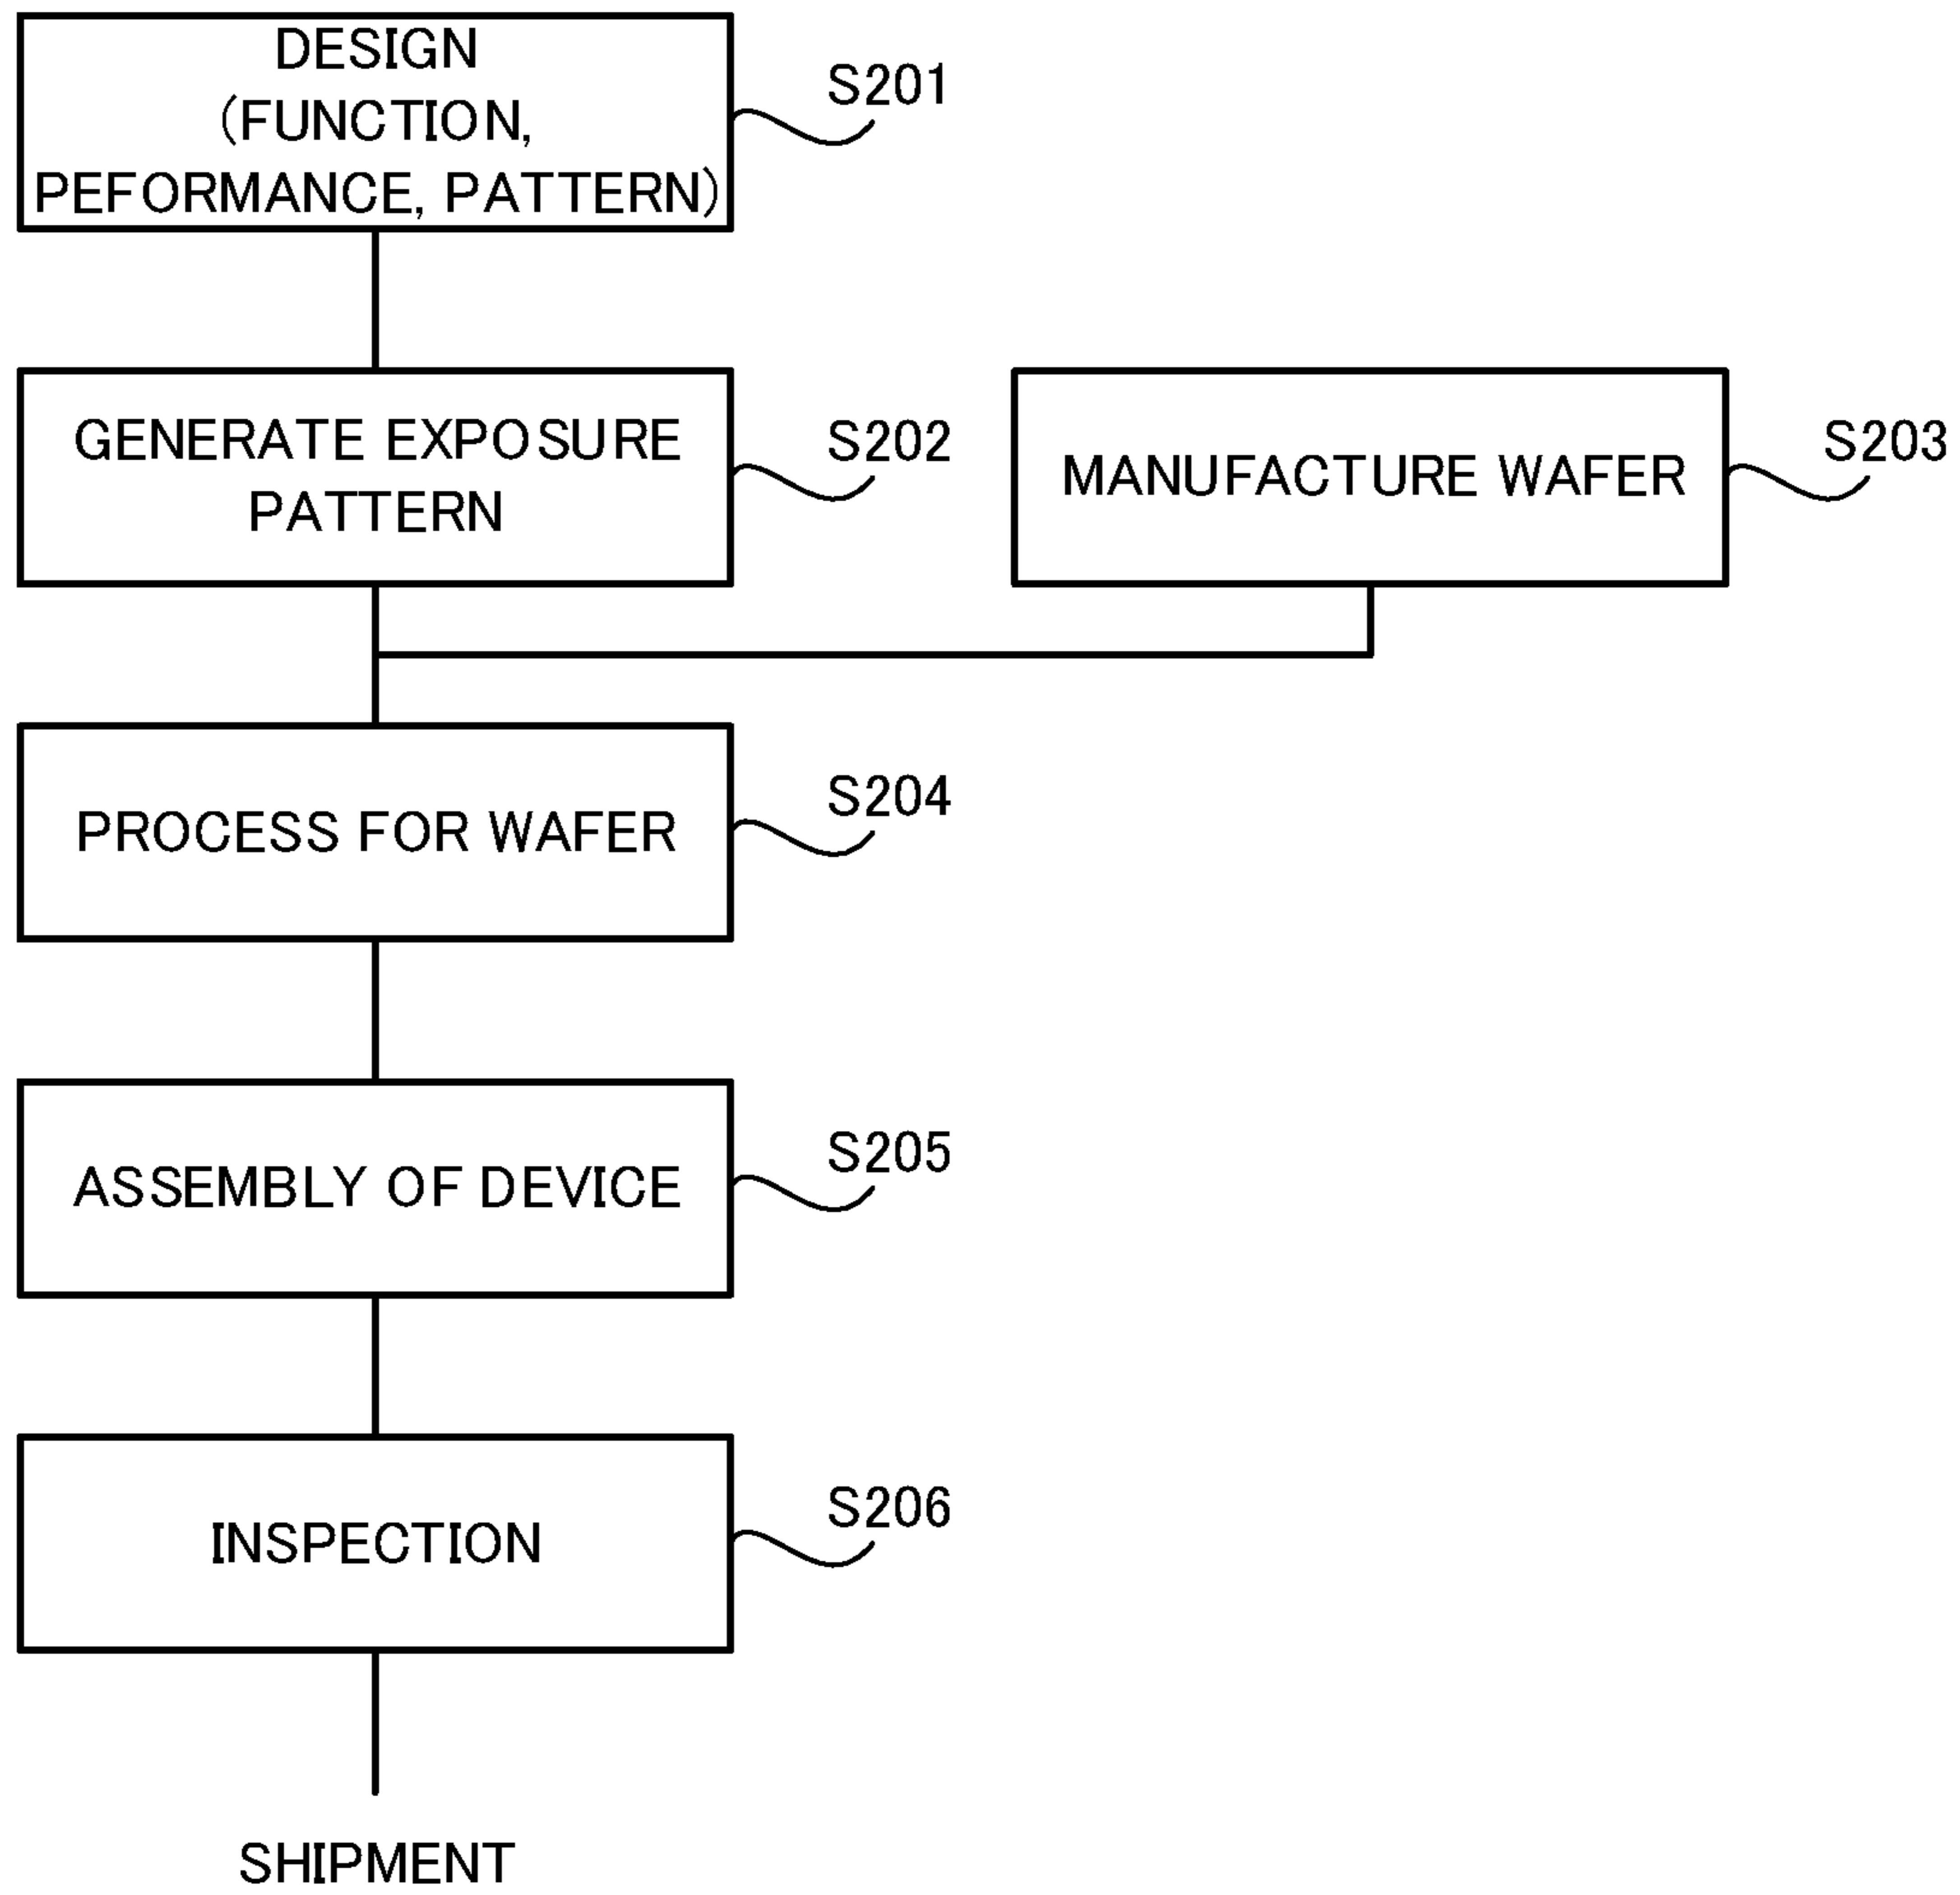 DESIGN
(FUNCTION,
PEFORMANCE, PATTERN)
S201
GENERATE EXPOSURE
PATTERN
S202
MANUFACTURE WAFER
S203
PROCESS FOR WAFER
S204
ASSEMBLY OF DEVICE
S205
INSPECTION
S206
SHIPMENT